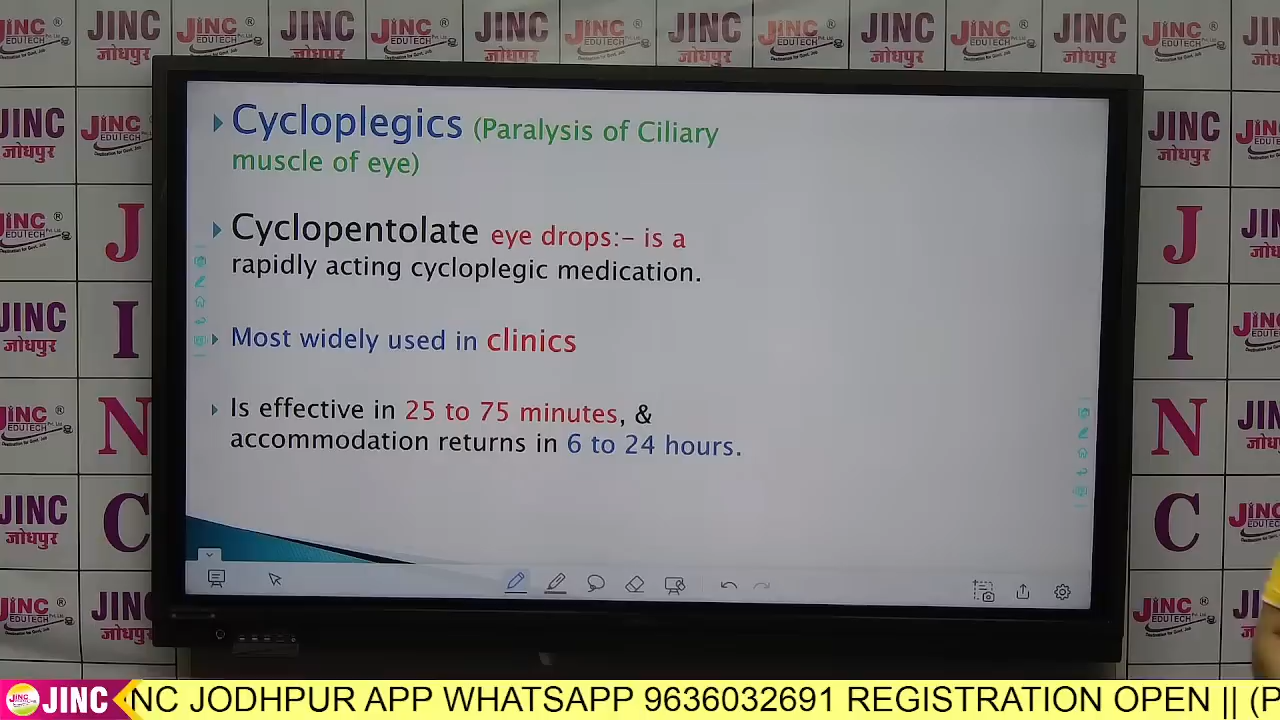 Cycloplegics (Paralysis of Ciliary
muscle of eye)
Cyclopentolate eye drops:- is a
rapidly acting cycloplegic medication.
Most widely used in clinics
Is effective in 25 to 75 minutes, &
accommodation returns in 6 to 24 hours.
JINC
जोधपुर
JINC
EDUTECH
J
I
N
C
J
I
N
C
JINC
NC JODHPUR APP WHATSAPP 9636032691 REGISTRATION OPEN || (P